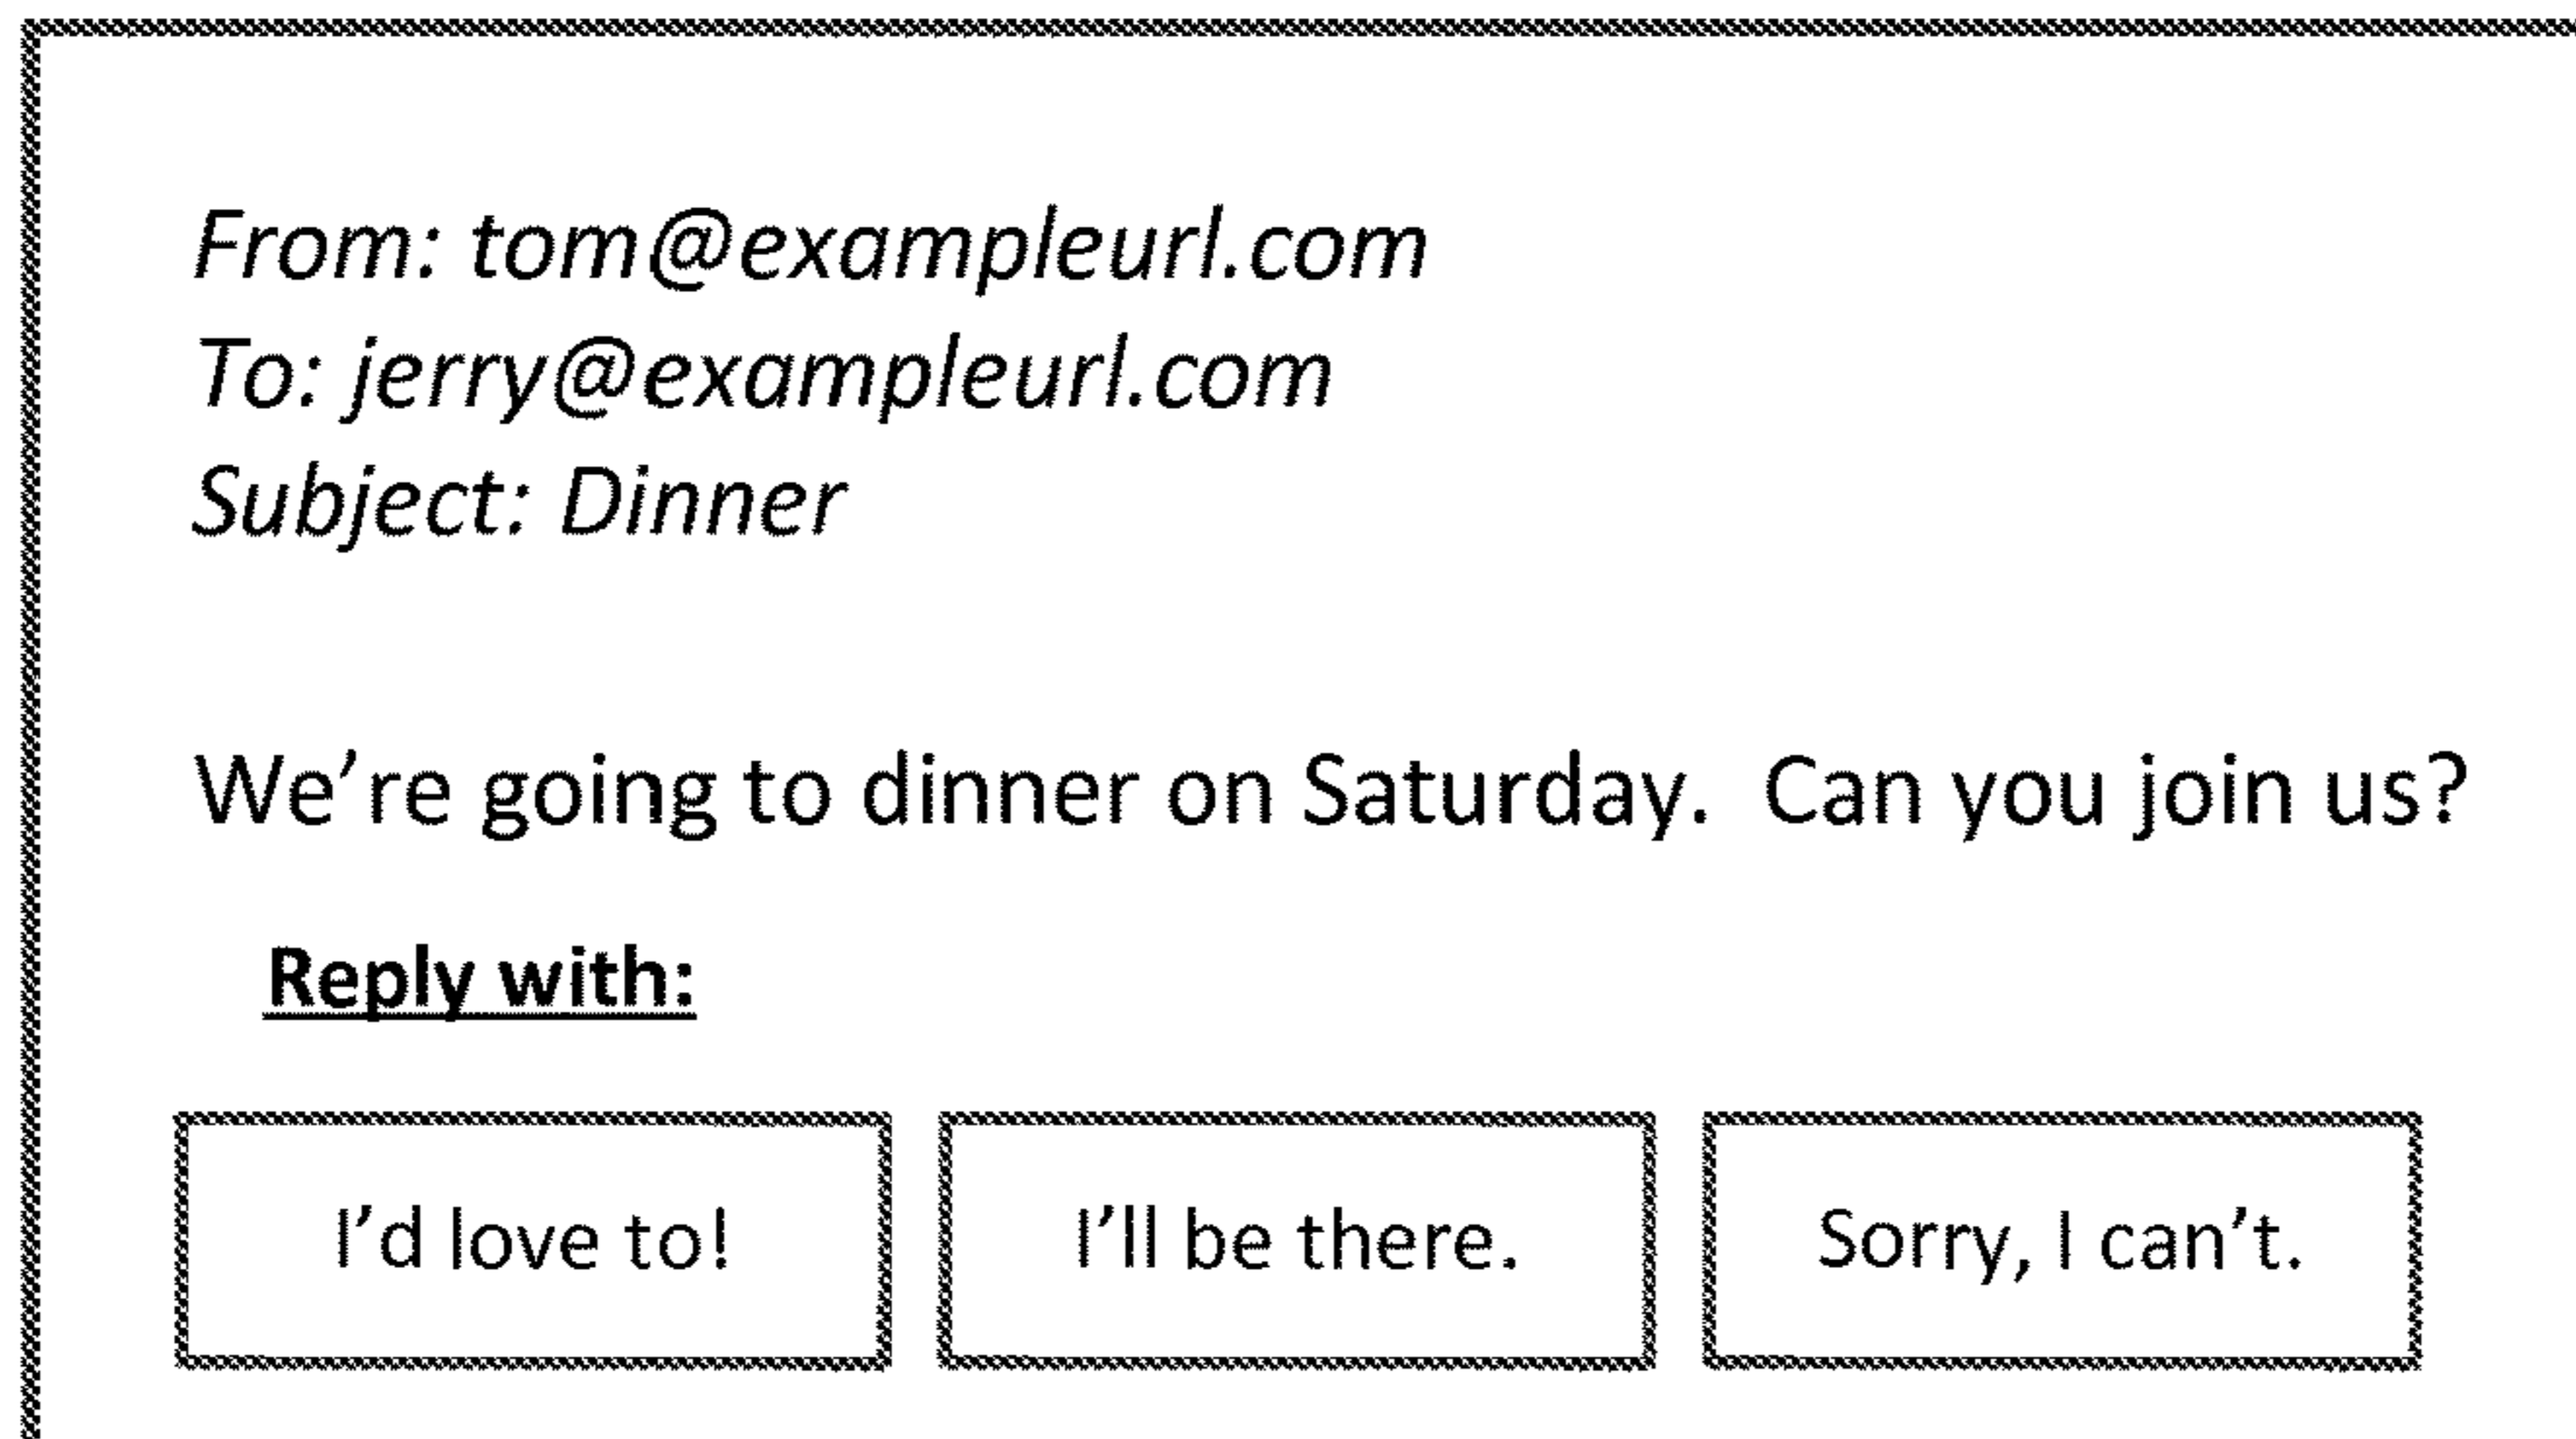 From: tom@exampleurl.com
To: jerry@exampleurl.com
Subject: Dinner
We’re going to dinner on Saturday.  Can you join us?
Reply with:
I’d love to!
I’ll be there.
Sorry, I can’t.